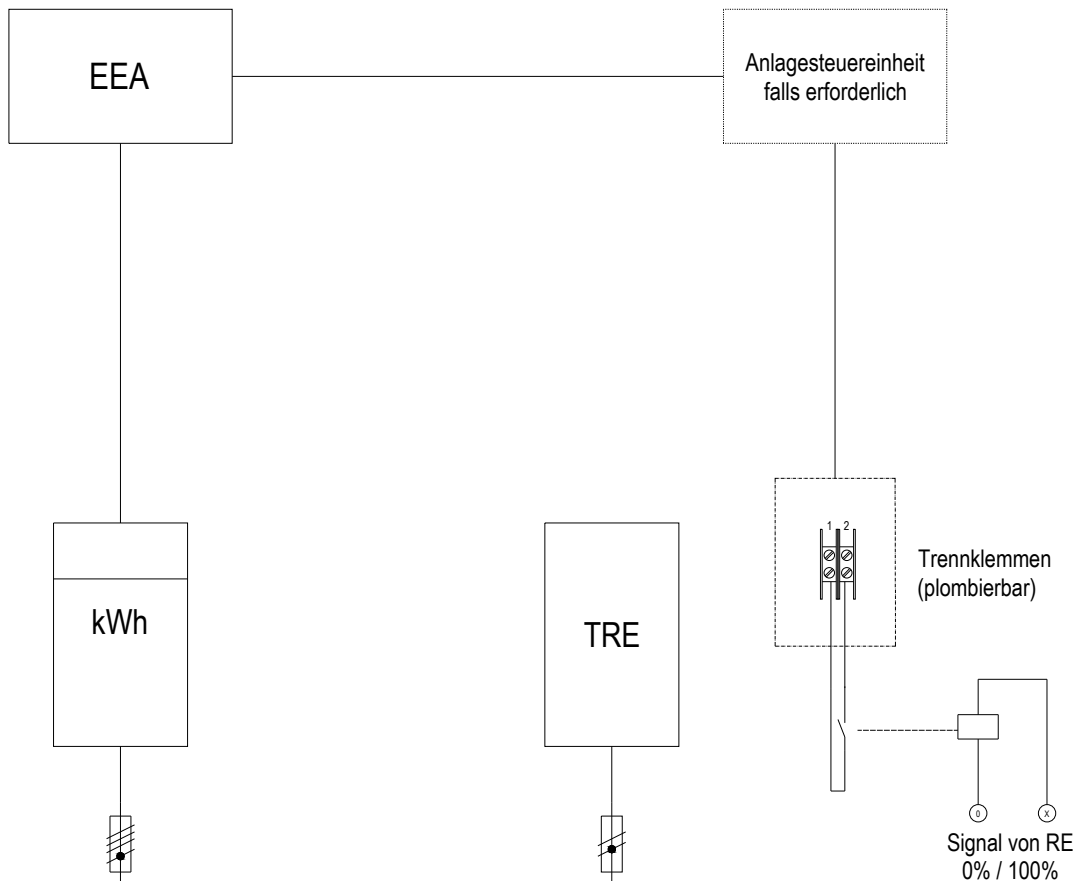 EEA
Anlagesteuereinheit
falls erforderlich
1 2
Trennklemmen
(plombierbar)
kWh
TRE
0 X
Signal von RE
0% / 100%